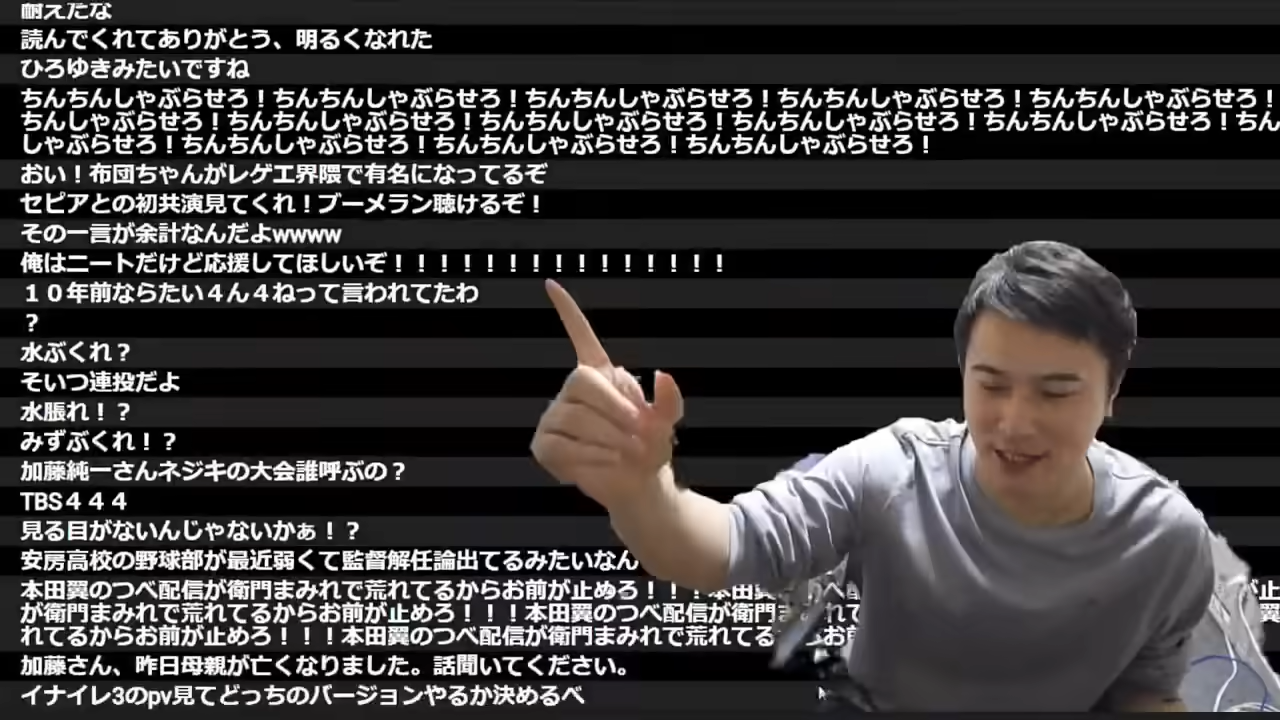 耐えたな
読んでくれてありがとう、明るくなれた
ひろゆきみたいですね
ちんちんしゃぶらせろ！ちんちんしゃぶらせろ！ちんちんしゃぶらせろ！ちんちんしゃぶらせろ！ちんちんしゃぶらせろ！
ちんしゃぶらせろ！ちんちんしゃぶらせろ！ちんちんしゃぶらせろ！ちんちんしゃぶらせろ！ちんちんしゃぶらせろ！ちん
しゃぶらせろ！ちんちんしゃぶらせろ！ちんちんしゃぶらせろ！ちんちんしゃぶらせろ！
おい！布団ちゃんがレゲエ界隈で有名になってるぞ
セピアとの初共演見てくれ！ブーメラン聴けるぞ！
その一言が余計なんだよwwww
俺はニートだけど応援してほしいぞ！！！！！！！！！！！！！！！
１０年前ならたい４ん４ねって言われてたわ
？
水ぶくれ？
そいつ連投だよ
水脹れ！？
みずぶくれ！？
加藤純一さんネジキの大会誰呼ぶの？
TBS４４４
見る目がないんじゃないかぁ！？
安房高校の野球部が最近弱くて監督解任論出てるみたいなん
本田翼のつべ配信が衛門まみれで荒れてるからお前が止めろ！！！本田翼のつべ配 が止
が衛門まみれで荒れてるからお前が止めろ！！！本田翼のつべ配信が衛門まみれて 翼
れてるからお前が止めろ！！！本田翼のつべ配信が衛門まみれで荒れてる らお前
加藤さん、昨日母親が亡くなりました。話聞いてください。
イナイレ3のpv見てどっちのバージョンやるか決めるべ